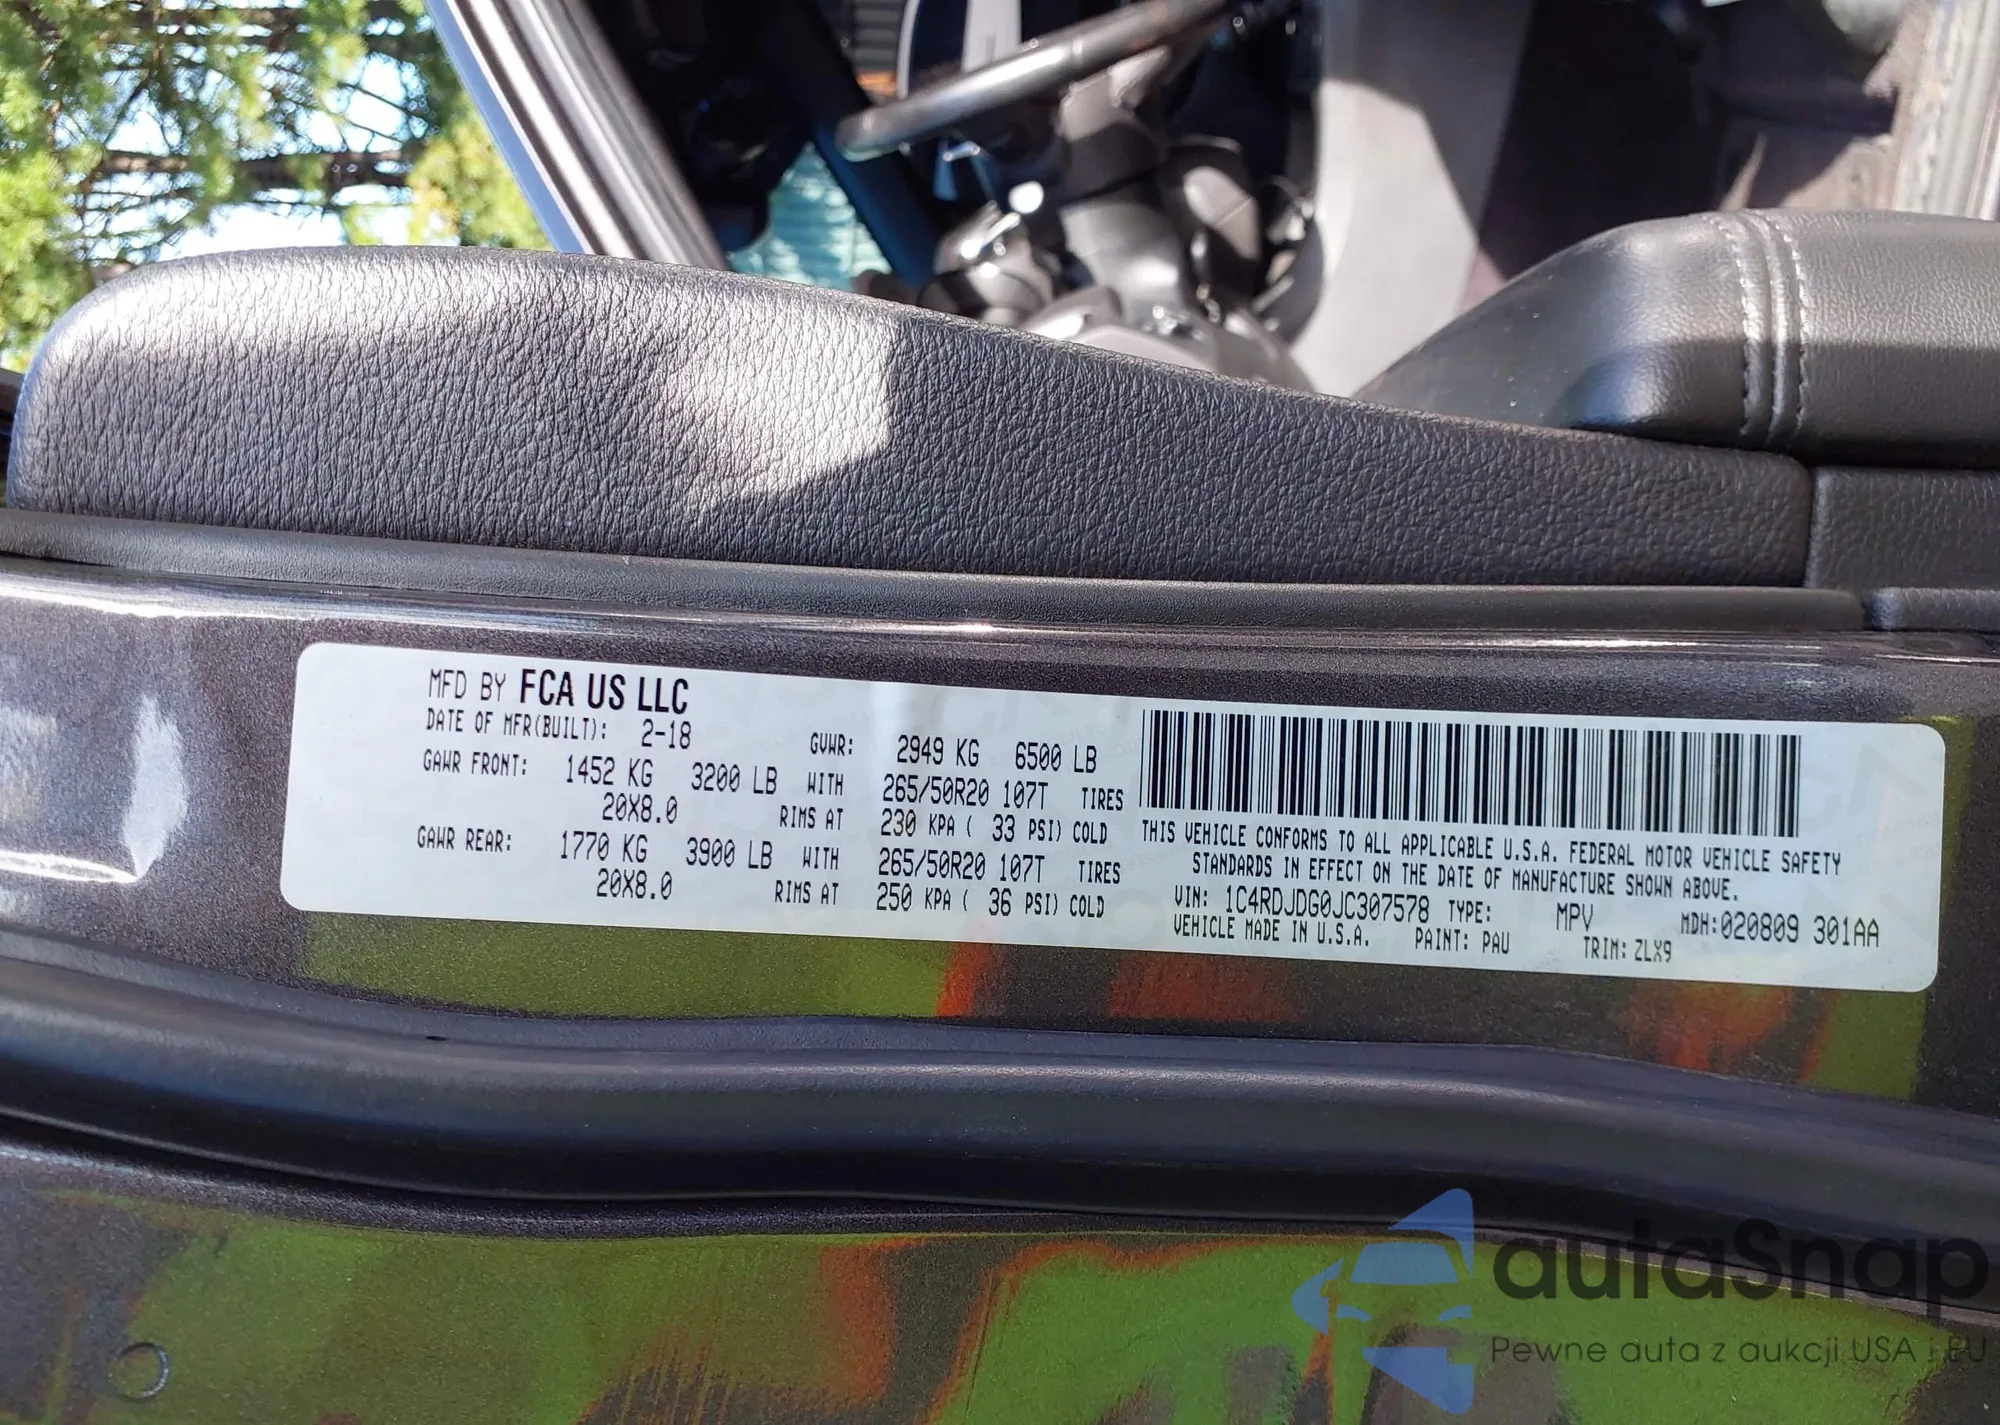 MFD BY FCA US LLC
DATE OF MFR(BUILT): 2-18 GVWR: 2949 KG 6500 LB
GAWR FRONT: 1452 KG 3200 LB WITH 265/50R20 107T TIRES
20X8.0 RIMS AT 230 KPA ( 33 PSI) COLD
GAWR REAR: 1770 KG 3900 LB WITH 265/50R20 107T TIRES
20X8.0 RIMS AT 250 KPA ( 36 PSI) COLD
THIS VEHICLE CONFORMS TO ALL APPLICABLE U.S.A. FEDERAL MOTOR VEHICLE SAFETY
STANDARDS IN EFFECT ON THE DATE OF MANUFACTURE SHOWN ABOVE.
VIN: 1C4RDJDG0JC307578 TYPE: MPV MDH:020809 301AA
VEHICLE MADE IN U.S.A. PAINT: PAU TRIM: ZLX9
autaSnap
Pewne auta z aukcji USA i EU